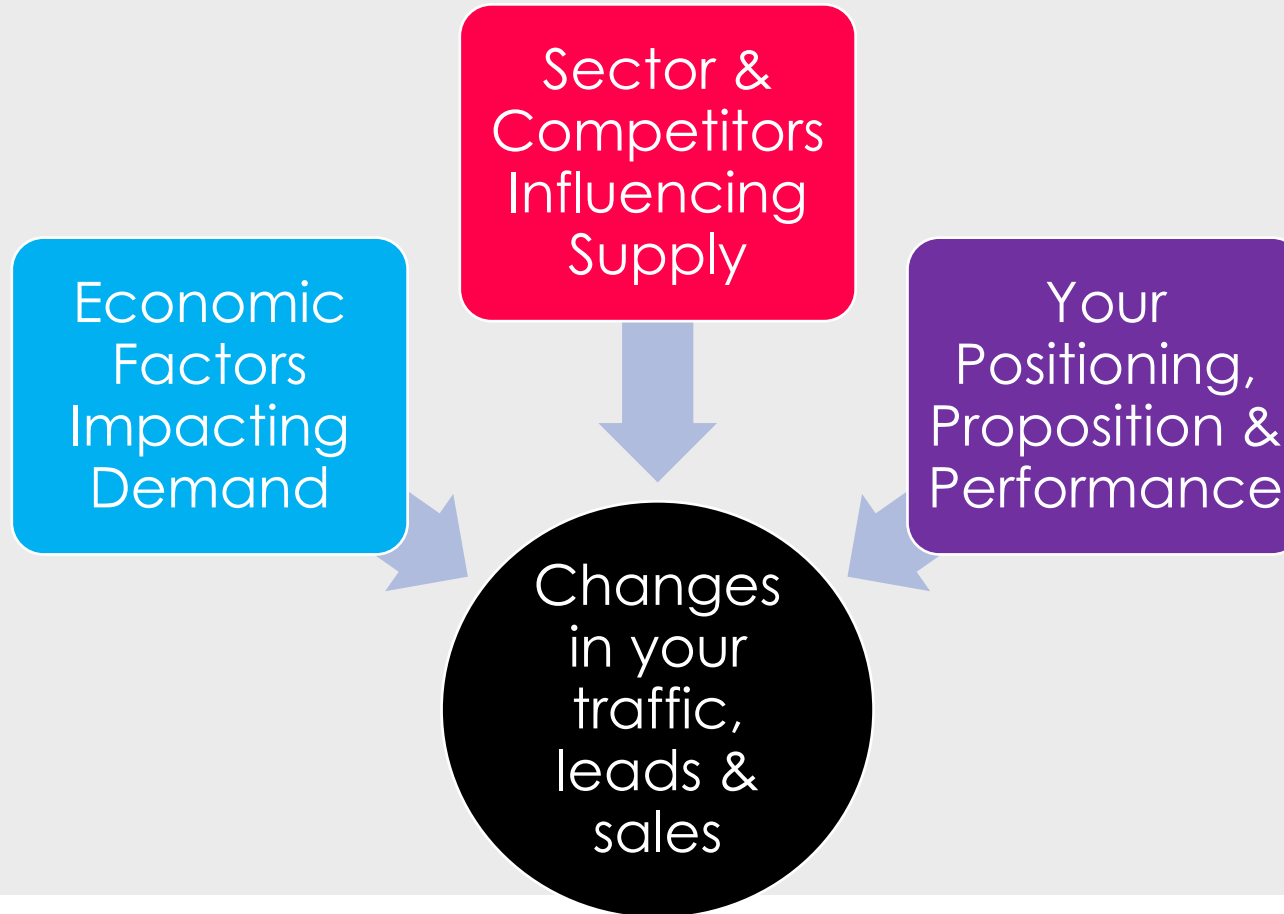 Sector &
Competitors
Influencing
Supply
Economic
Factors
Impacting
Demand
Your
Positioning,
Proposition &
Performance
Changes
in your
traffic,
leads &
sales